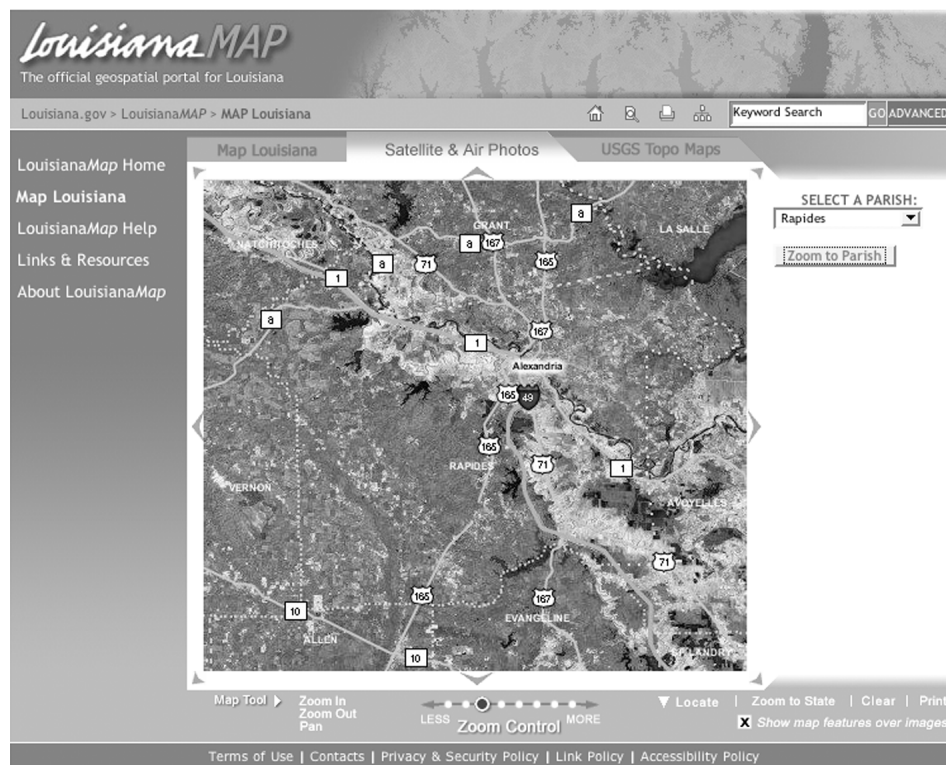 Louisiana MAP
The official geospatial portal for Louisiana
Louisiana.gov > LouisianaMAP > MAP Louisiana
Keyword Search
GO
ADVANCED
LouisianaMap Home
Map Louisiana
LouisianaMap Help
Links & Resources
About LouisianaMap
Map Louisiana
Satellite & Air Photos
USGS Topo Maps
SELECT A PARISH:
Rapides
Zoom to Parish
8
GRANT
LA SALLE
NATCHITOCHES
8
167
8
71
165
1
8
167
1
Alexandria
165
49
165
RAPIDES
71
1
VERNON
AVOYELLES
71
165
167
10
EVANGELINE
ALLEN
ST LANDRY
10
Map Tool
Zoom In
Zoom Out
Pan
LESS
Zoom Control
MORE
Locate | Zoom to State | Clear | Print
X Show map features over images
Terms of Use | Contacts | Privacy & Security Policy | Link Policy | Accessibility Policy